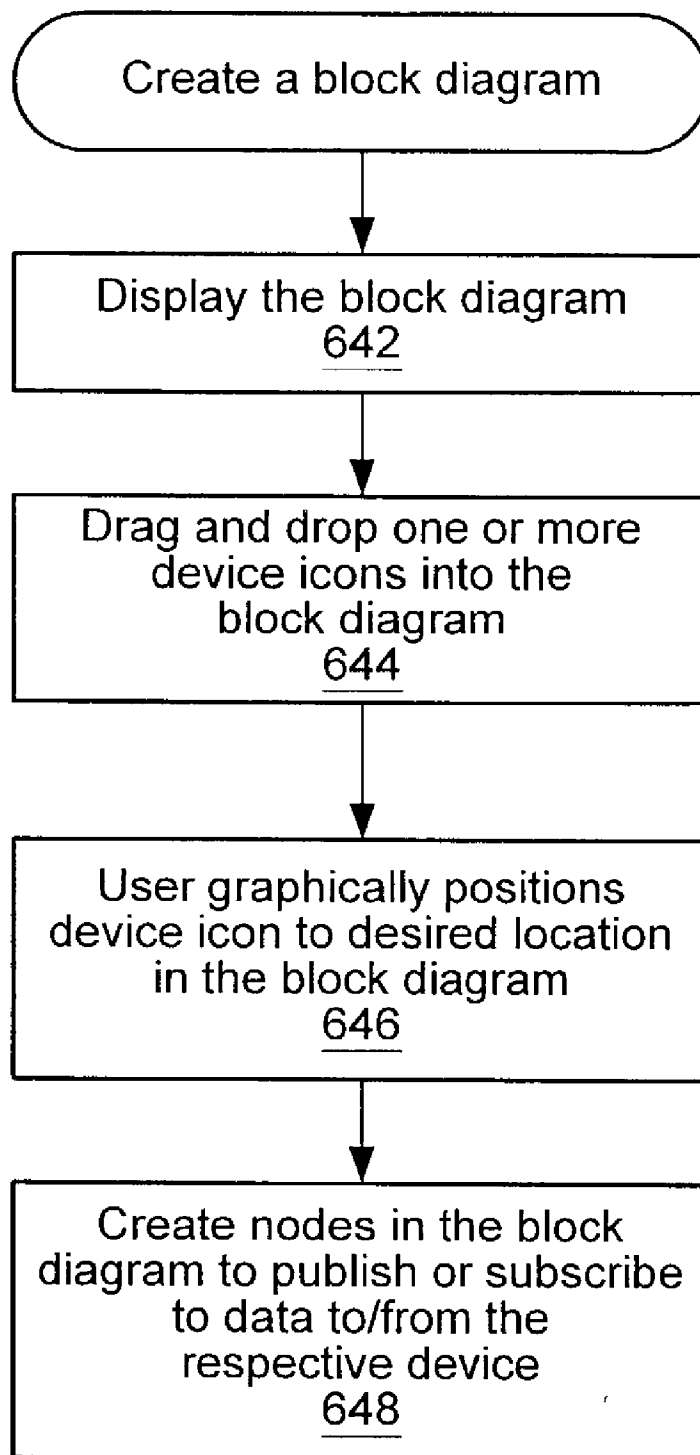 Create a block diagram
Display the block diagram
642
Drag and drop one or more
device icons into the
block diagram
644
User graphically positions
device icon to desired location
in the block diagram
646
Create nodes in the block
diagram to publish or subscribe
to data to/from the
respective device
648